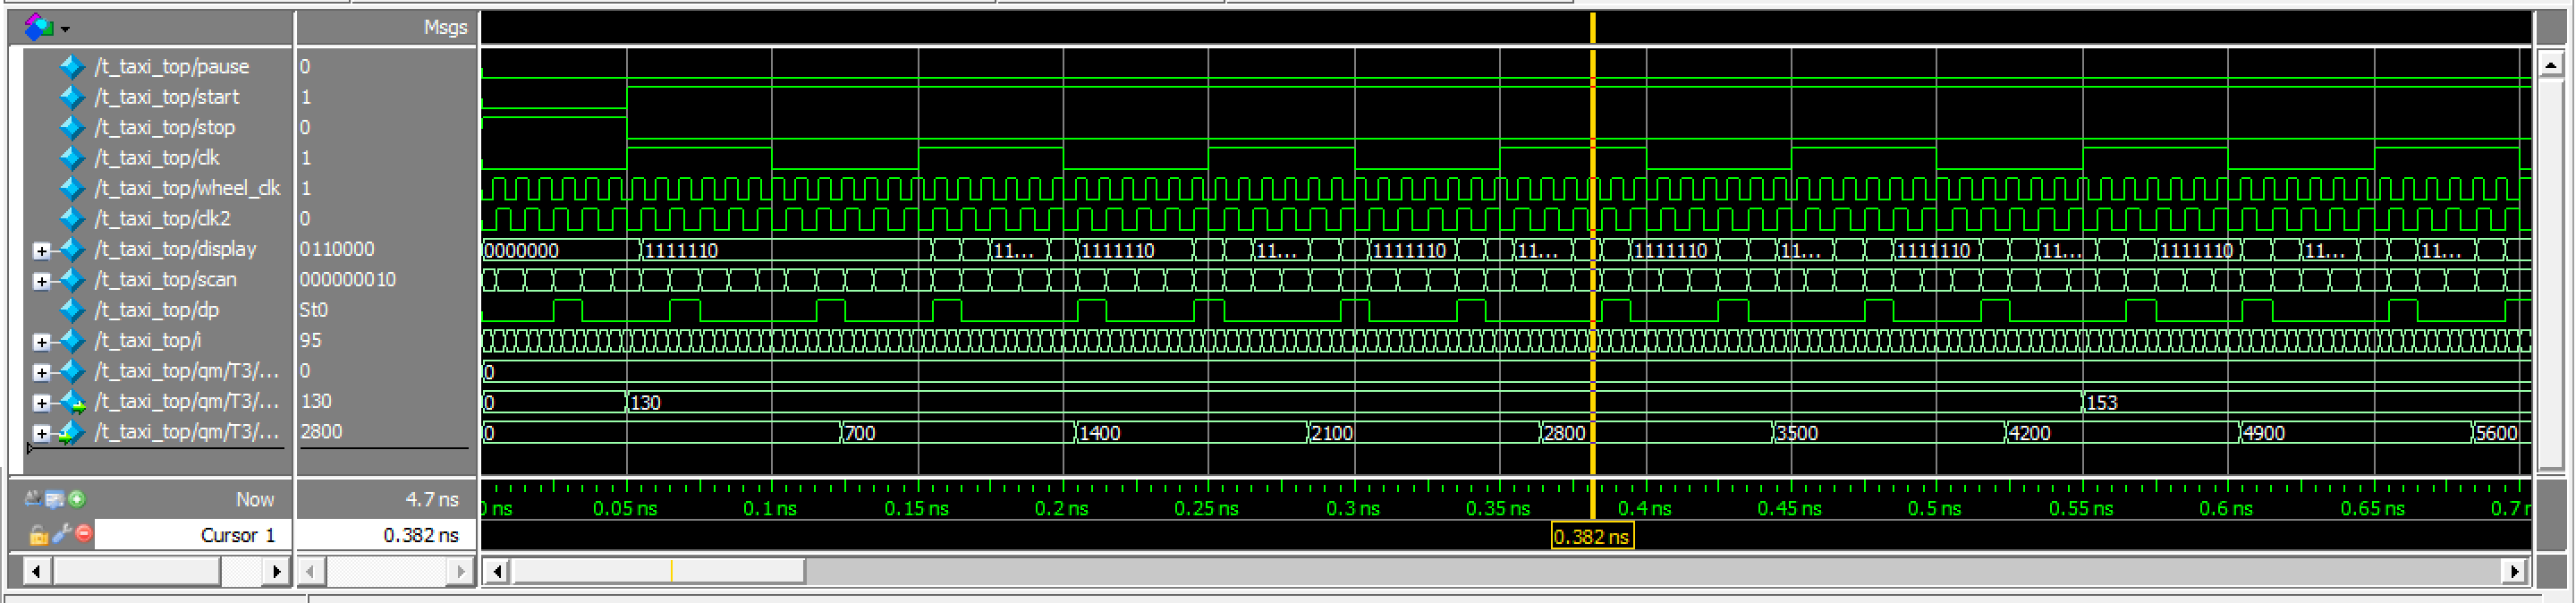 Msgs
/t_taxi_top/pause 0
/t_taxi_top/start 1
/t_taxi_top/stop 0
/t_taxi_top/clk 1
/t_taxi_top/wheel_clk 1
/t_taxi_top/clk2 0
/t_taxi_top/display 0110000 0000000 1111110 11... 1111110 11... 1111110 11... 1111110 11... 1111110 11... 1111110 11... 11...
/t_taxi_top/scan 000000010
/t_taxi_top/dp St0
/t_taxi_top/i 95
/t_taxi_top/qm/T3/... 0 0
/t_taxi_top/qm/T3/... 130 0 130 153
/t_taxi_top/qm/T3/... 2800 0 700 1400 2100 2800 3500 4200 4900 5600
Now 4.7 ns ns 0.05 ns 0.1 ns 0.15 ns 0.2 ns 0.25 ns 0.3 ns 0.35 ns 0.4 ns 0.45 ns 0.5 ns 0.55 ns 0.6 ns 0.65 ns 0.7
Cursor 1 0.382 ns 0.382 ns